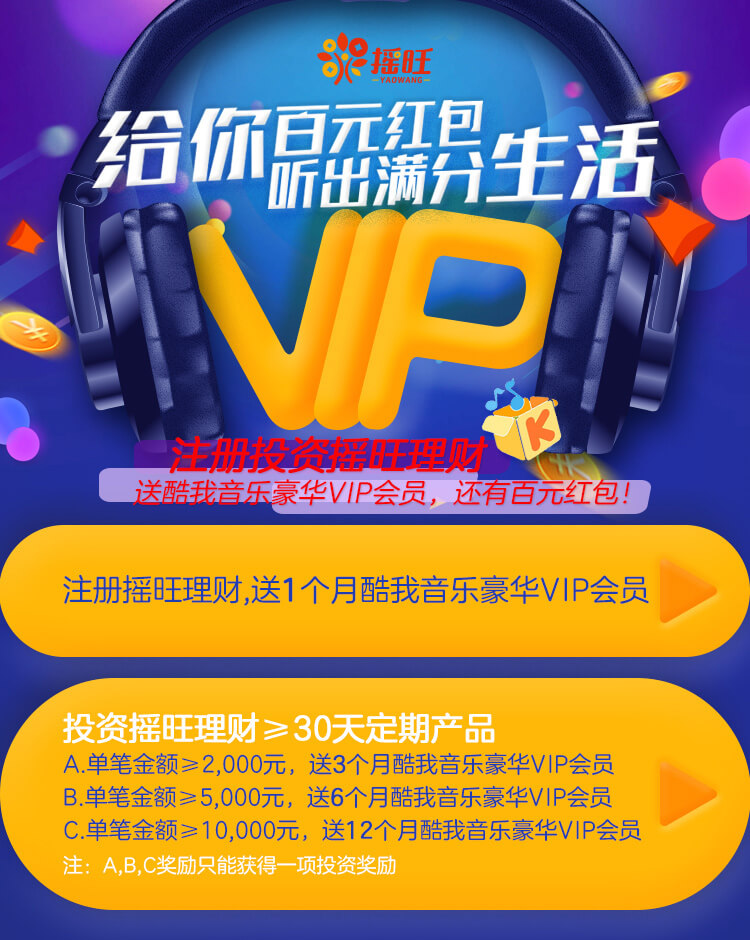 摇旺
YAOWANG
给你百元红包
听出满分生活
VIP
K
注册投资摇旺理财
送酷我音乐豪华VIP会员，还有百元红包！
注册摇旺理财,送1个月酷我音乐豪华VIP会员
投资摇旺理财≥30天定期产品
A.单笔金额≥2,000元，送3个月酷我音乐豪华VIP会员
B.单笔金额≥5,000元，送6个月酷我音乐豪华VIP会员
C.单笔金额≥10,000元，送12个月酷我音乐豪华VIP会员
注：A,B,C奖励只能获得一项投资奖励